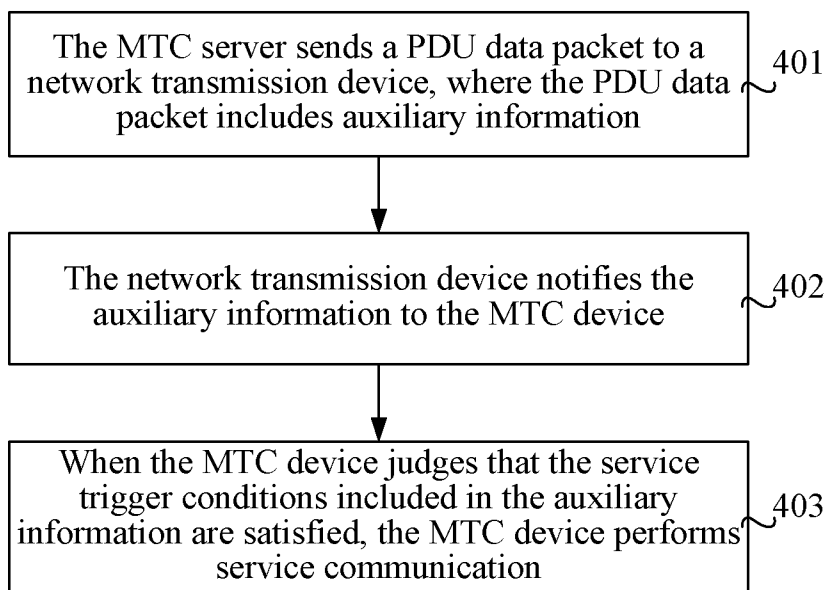 The MTC server sends a PDU data packet to a
network transmission device, where the PDU data
packet includes auxiliary information
401
The network transmission device notifies the
auxiliary information to the MTC device
402
When the MTC device judges that the service
trigger conditions included in the auxiliary
information are satisfied, the MTC device performs
service communication
403